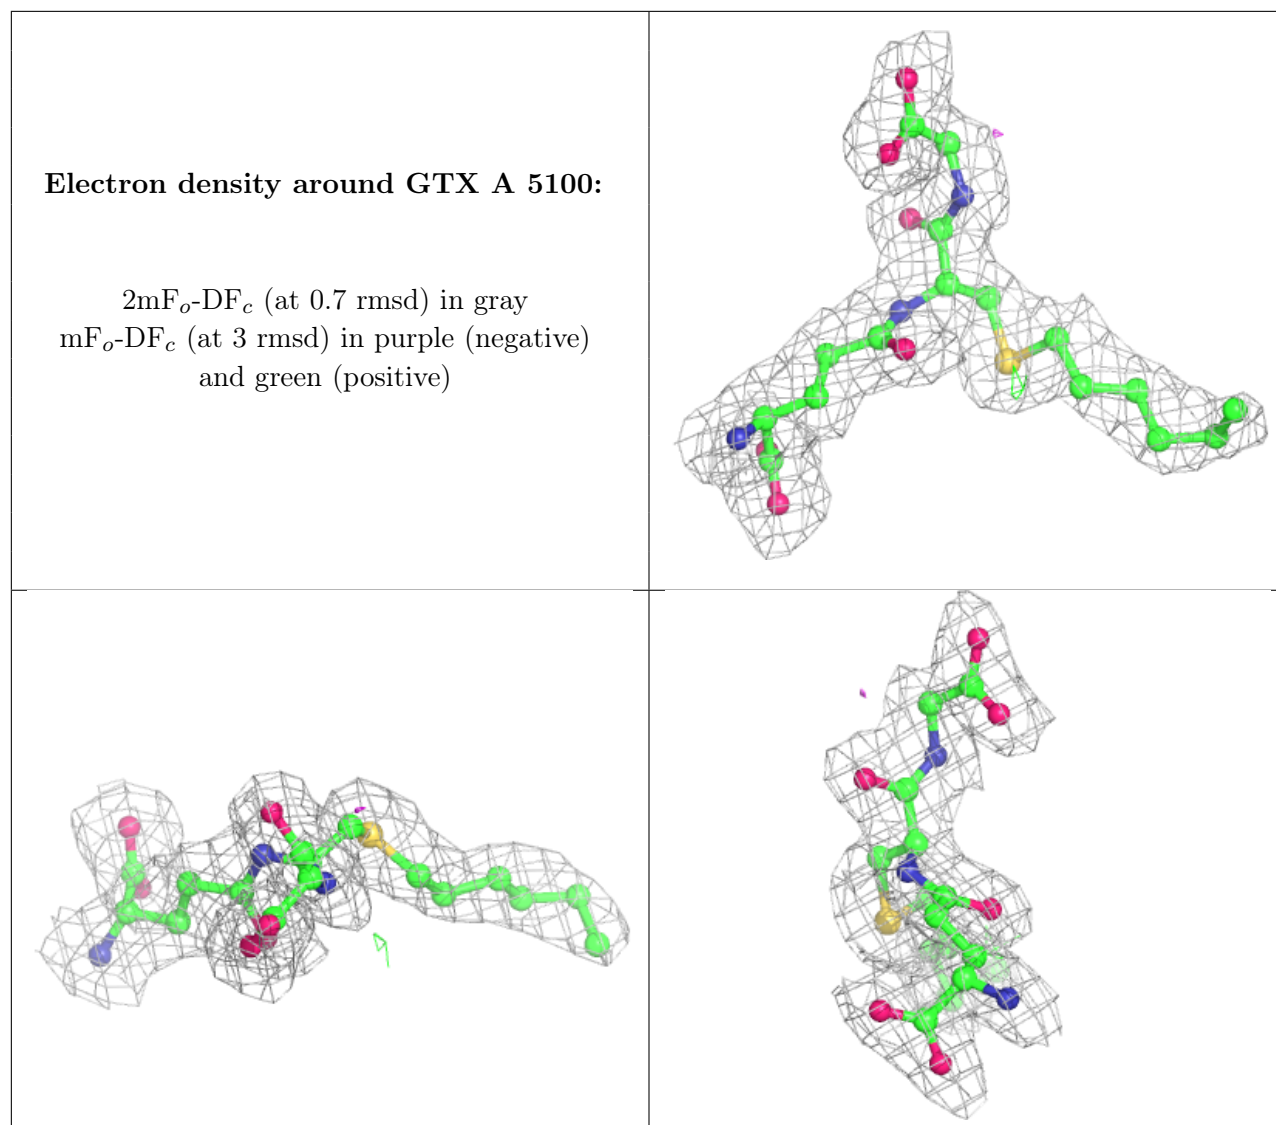 Electron density around GTX A 5100:
2mFo-DFc (at 0.7 rmsd) in gray
mFo-DFc (at 3 rmsd) in purple (negative)
and green (positive)